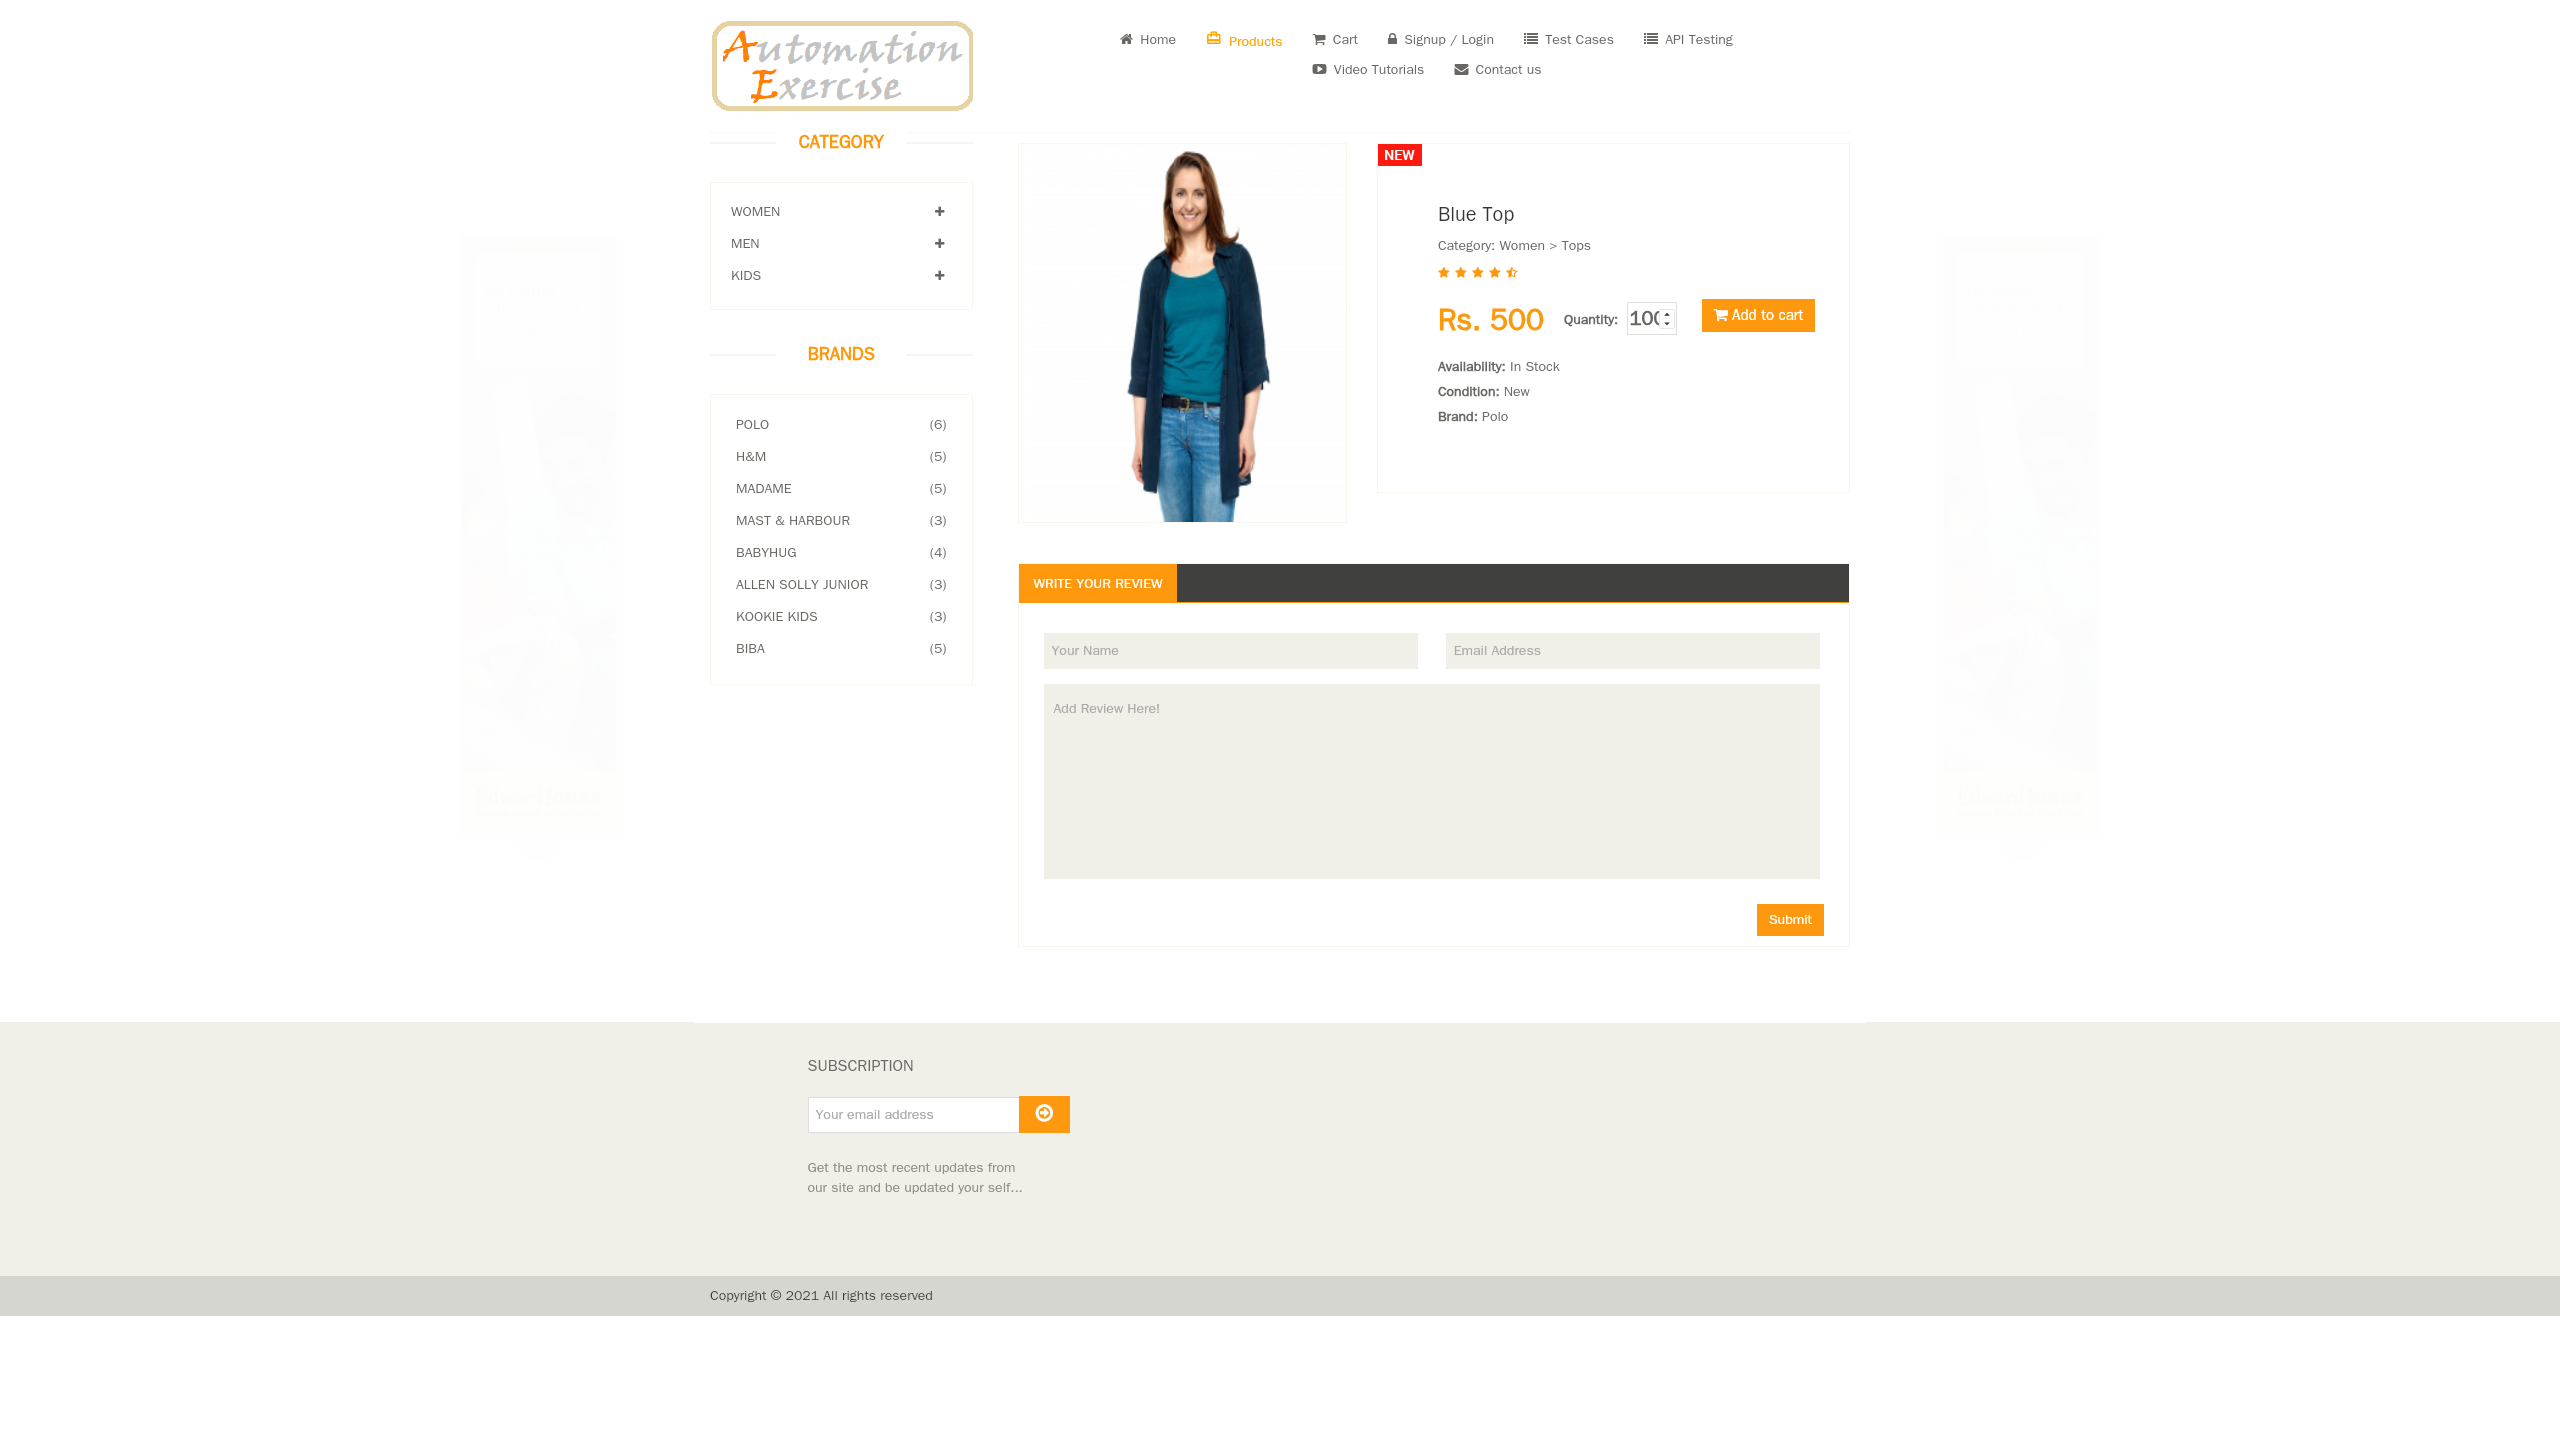 Automation
Exercise
Home
Products
Cart
Signup / Login
Test Cases
API Testing
Video Tutorials
Contact us
CATEGORY
WOMEN
MEN
KIDS
BRANDS
POLO (6)
H&M (5)
MADAME (5)
MAST & HARBOUR (3)
BABYHUG (4)
ALLEN SOLLY JUNIOR (3)
KOOKIE KIDS (3)
BIBA (5)
NEW
Blue Top
Category: Women > Tops
Rs. 500 Quantity: Add to cart
Availability: In Stock
Condition: New
Brand: Polo
WRITE YOUR REVIEW
Your Name
Email Address
Add Review Here!
Submit
SUBSCRIPTION
Your email address
Get the most recent updates from
our site and be updated your self...
Copyright © 2021 All rights reserved